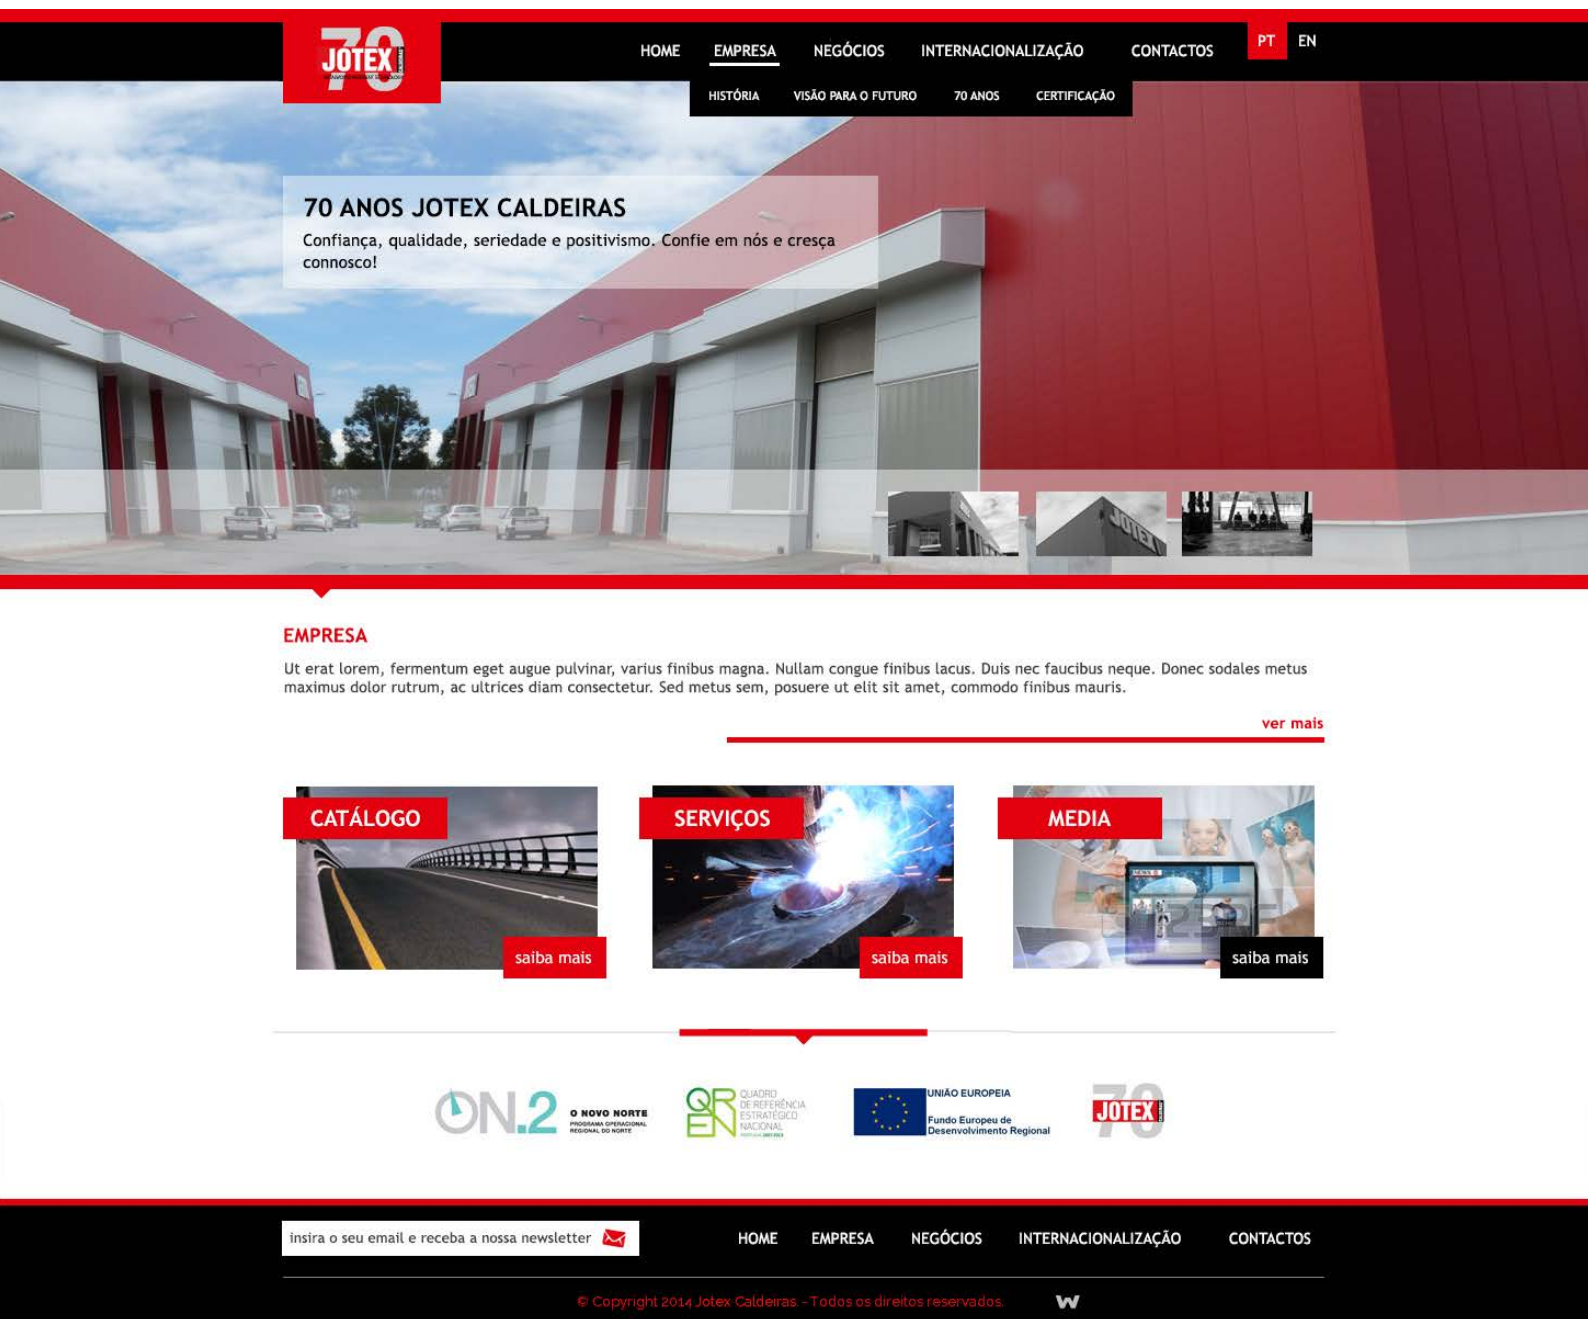 70
JOTEX
HOME EMPRESA NEGÓCIOS INTERNACIONALIZAÇÃO CONTACTOS PT EN
HISTÓRIA VISÃO PARA O FUTURO 70 ANOS CERTIFICAÇÃO
70 ANOS JOTEX CALDEIRAS
Confiança, qualidade, seriedade e positivismo. Confie em nós e cresça
connosco!
JOTEX
EMPRESA
Ut erat lorem, fermentum eget augue pulvinar, varius finibus magna. Nullam congue finibus lacus. Duis nec faucibus neque. Donec sodales metus
maximus dolor rutrum, ac ultrices diam consectetur. Sed metus sem, posuere ut elit sit amet, commodo finibus mauris.
ver mais
CATÁLOGO SERVIÇOS MEDIA
NEWS
saiba mais saiba mais saiba mais
ON.2 O NOVO NORTE
PROGRAMA OPERACIONAL
REGIONAL DO NORTE
QREN
QUADRO
DE REFERÊNCIA
ESTRATÉGICO
NACIONAL
PORTUGAL 2007-2013
UNIÃO EUROPEIA
Fundo Europeu de
Desenvolvimento Regional
70
JOTEX
insira o seu email e receba a nossa newsletter HOME EMPRESA NEGÓCIOS INTERNACIONALIZAÇÃO CONTACTOS
© Copyright 2014 Jotex Caldeiras. - Todos os direitos reservados. W